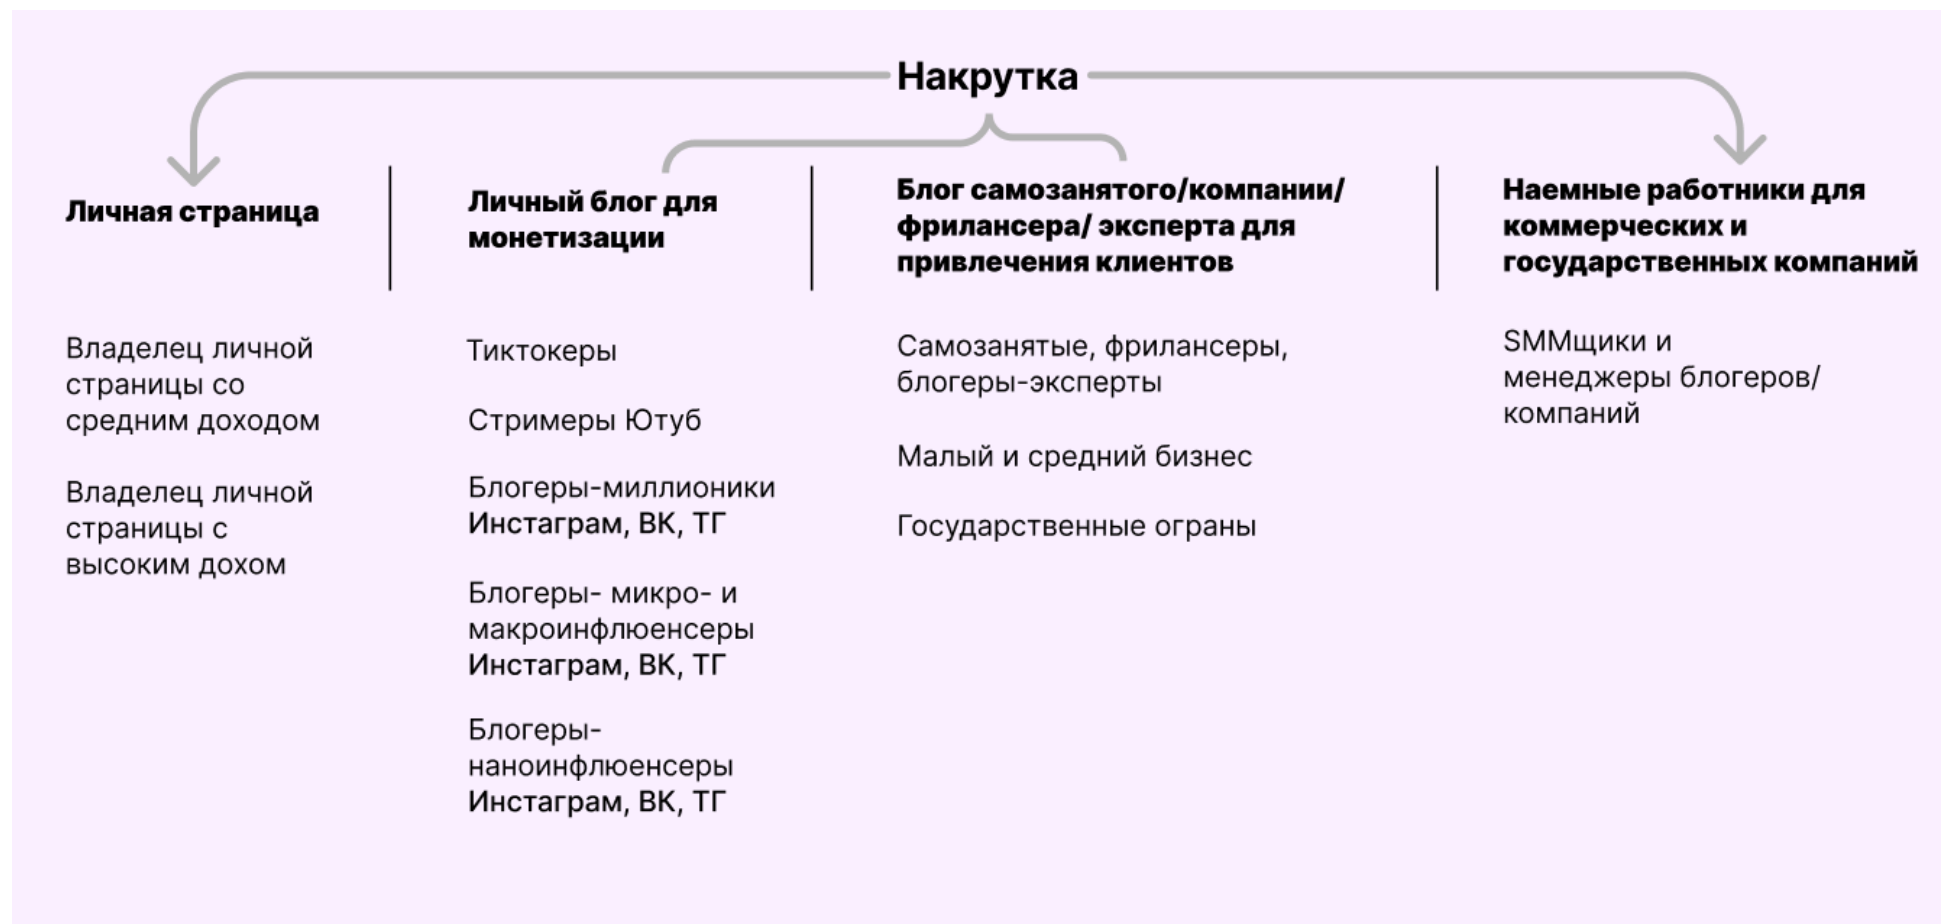 Накрутка
Личная страница
Владелец личной
страницы со
средним доходом
Владелец личной
страницы с
высоким дохом
Личный блог для
монетизации
Тиктокеры
Стримеры Ютуб
Блогеры-миллионики
Инстаграм, ВК, ТГ
Блогеры- микро- и
макроинфлюенсеры
Инстаграм, ВК, ТГ
Блогеры-
наноинфлюенсеры
Инстаграм, ВК, ТГ
Блог самозанятого/компании/
фрилансера/ эксперта для
привлечения клиентов
Самозанятые, фрилансеры,
блогеры-эксперты
Малый и средний бизнес
Государственные ограны
Наемные работники для
коммерческих и
государственных компаний
SMMщики и
менеджеры блогеров/
компаний